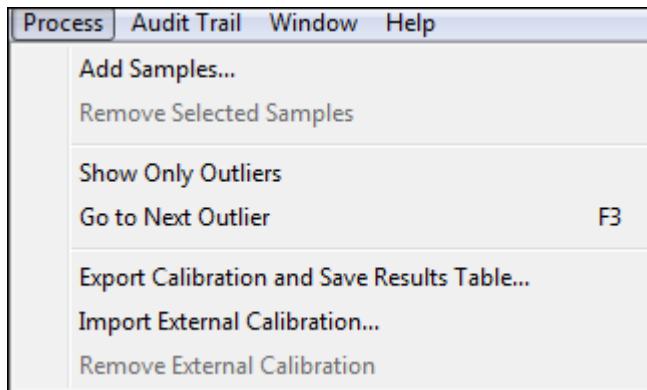 Process Audit Trail Window Help
Add Samples...
Remove Selected Samples
Show Only Outliers
Go to Next Outlier F3
Export Calibration and Save Results Table...
Import External Calibration...
Remove External Calibration